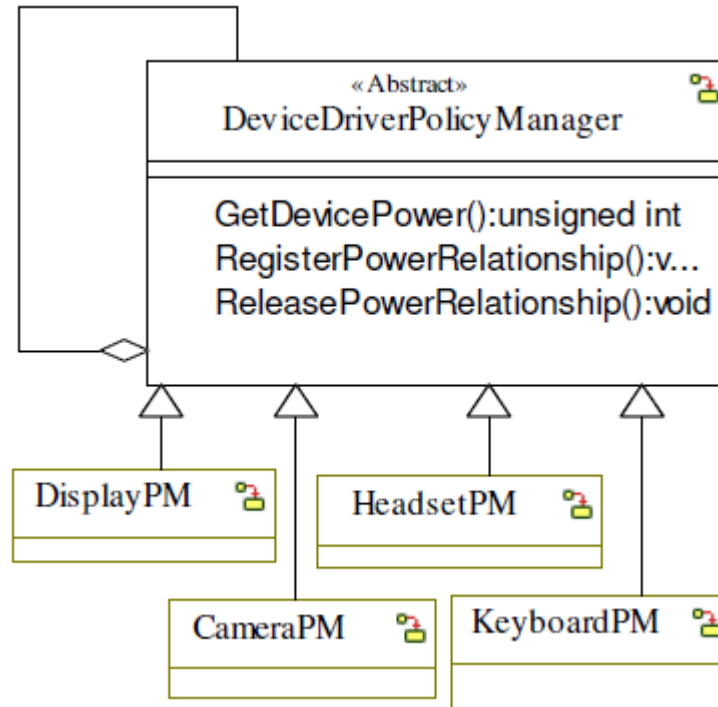 «Abstract»
DeviceDriverPolicyManager
GetDevicePower():unsigned int
RegisterPowerRelationship():v...
ReleasePowerRelationship():void
DisplayPM
HeadsetPM
CameraPM
KeyboardPM